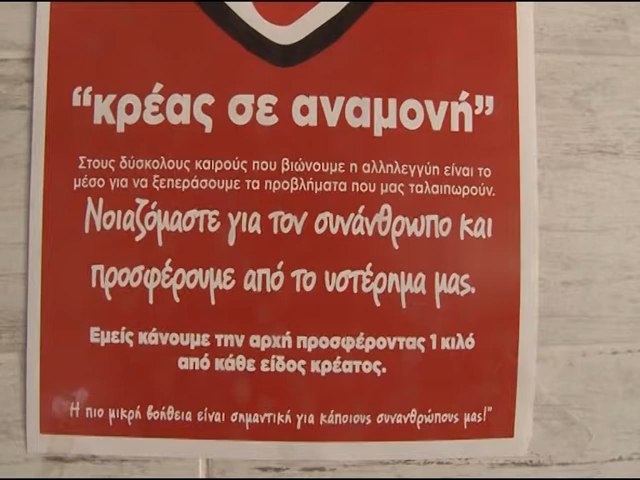 “κρέας σε αναμονή”
Στους δύσκολους καιρούς που βιώνουμε η αλληλεγγύη είναι το
μέσο για να ξεπεράσουμε τα προβλήματα που μας ταλαιπωρούν.
Νοιαζόμαστε για τον συνάνθρωπο και
προσφέρουμε από το υστέρημα μας.
Εμείς κάνουμε την αρχή προσφέροντας 1 κιλό
από κάθε είδος κρέατος.
Η πιο μικρή βοήθεια είναι σημαντική για κάποιους συνανθρώπους μας!"